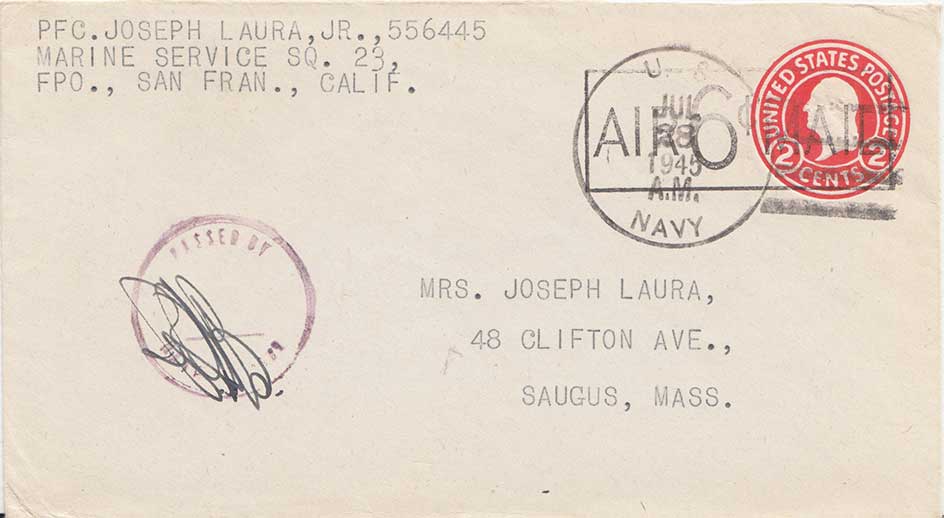 PFC.JOSEPH LAURA,JR.,556445
MARINE SERVICE SQ. 23,
FPO., SAN FRAN., CALIF.
U. S.
JUL
28
1945
A.M.
NAVY
AIR 6¢ MAIL
UNITED STATES POSTAGE
2 CENTS 2
PASSED BY
MRS. JOSEPH LAURA,
48 CLIFTON AVE.,
SAUGUS, MASS.